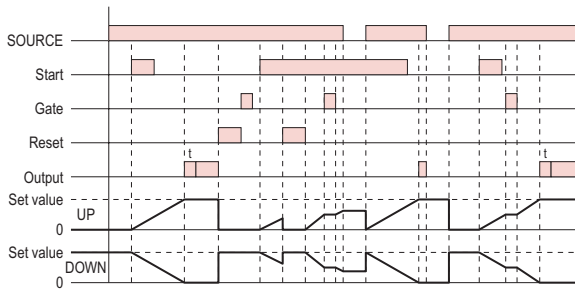 SOURCE
Start
Gate
Reset
t
t
Output
Set value
UP
0
Set value
DOWN
0